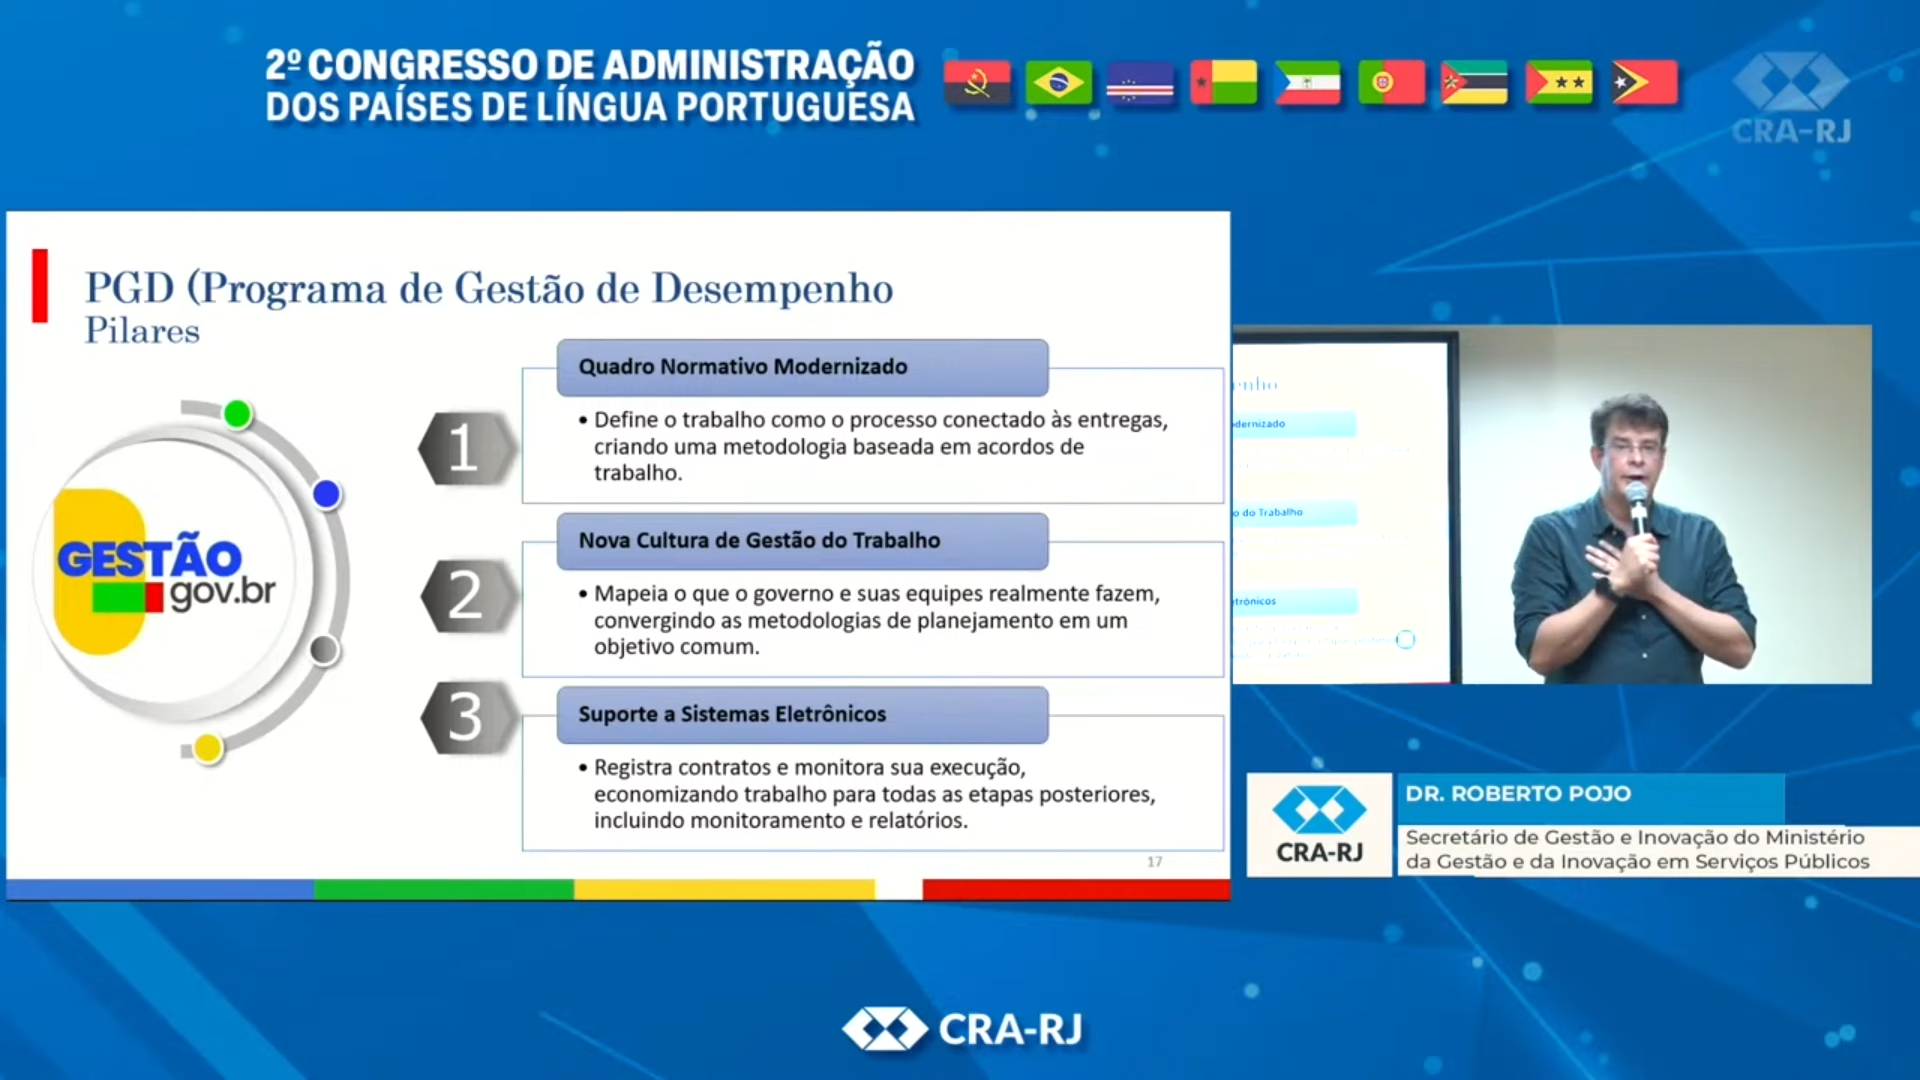 2º CONGRESSO DE ADMINISTRAÇÃO
DOS PAÍSES DE LÍNGUA PORTUGUESA
CRA-RJ
PGD (Programa de Gestão de Desempenho
Pilares
GESTÃO
gov.br
1
Quadro Normativo Modernizado
• Define o trabalho como o processo conectado às entregas,
criando uma metodologia baseada em acordos de
trabalho.
2
Nova Cultura de Gestão do Trabalho
• Mapeia o que o governo e suas equipes realmente fazem,
convergindo as metodologias de planejamento em um
objetivo comum.
3
Suporte a Sistemas Eletrônicos
• Registra contratos e monitora sua execução,
economizando trabalho para todas as etapas posteriores,
incluindo monitoramento e relatórios.
17
do Trabalho
CRA-RJ
DR. ROBERTO POJO
Secretário de Gestão e Inovação do Ministério
da Gestão e da Inovação em Serviços Públicos
CRA-RJ